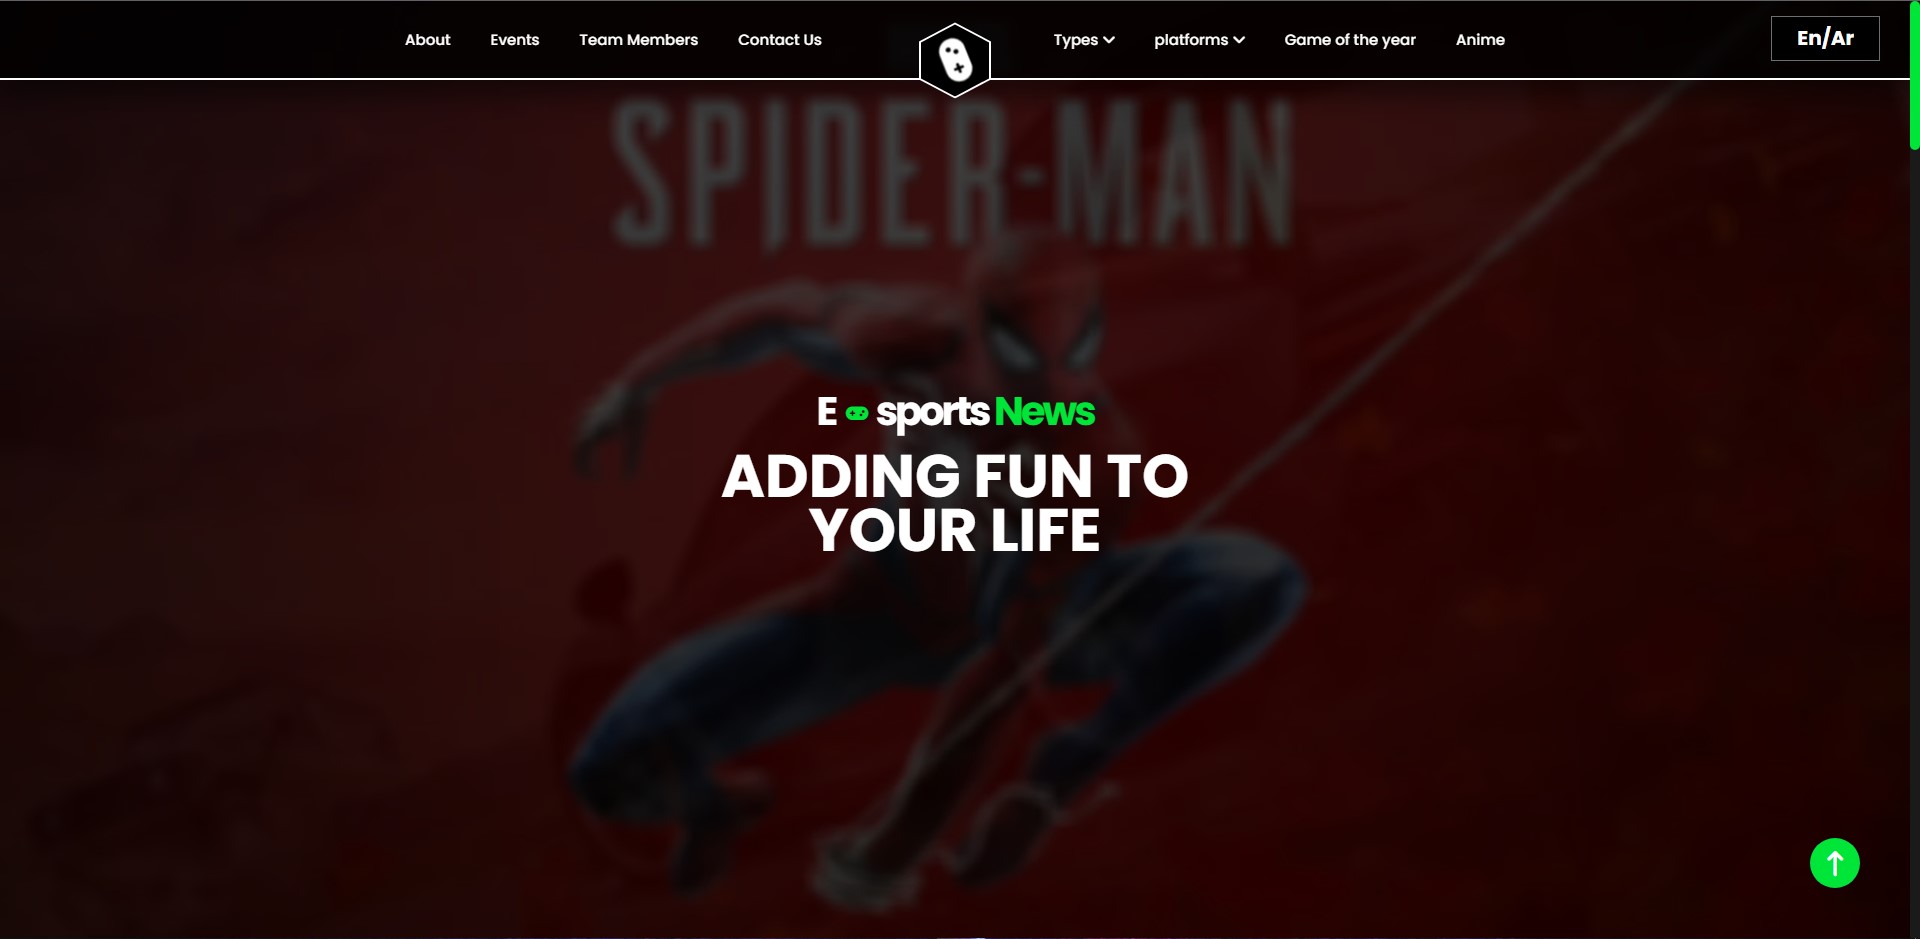 About Events Team Members Contact Us Types platforms Game of the year Anime En/Ar
SPIDER-MAN
E sports News
ADDING FUN TO
YOUR LIFE